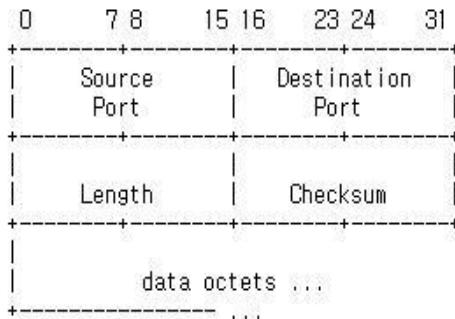 0 7 8 15 16 23 24 31
Source Destination
Port Port
Length Checksum
data octets ...
...